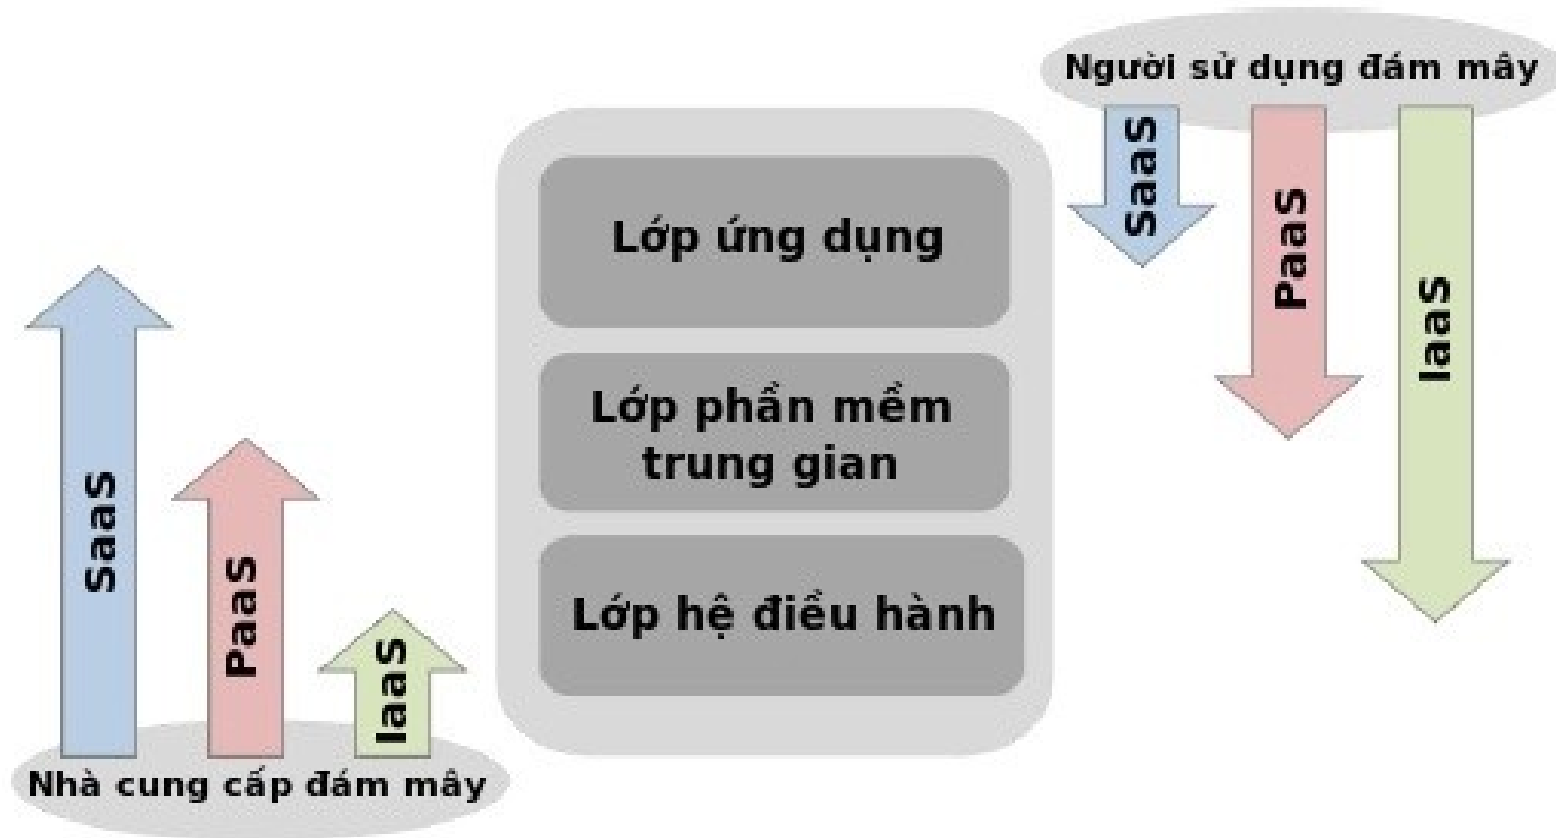 Người sử dụng đám mây
SaaS
PaaS
IaaS
Lớp ứng dụng
Lớp phần mềm
trung gian
Lớp hệ điều hành
SaaS
PaaS
IaaS
Nhà cung cấp đám mây